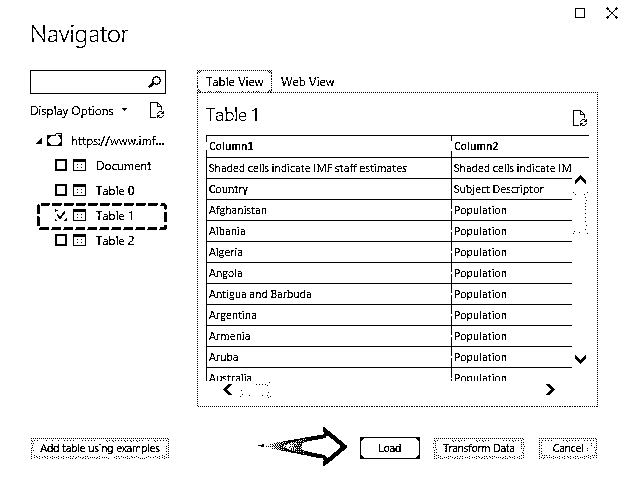 Navigator
Display Options
https://www.imf...
Document
Table 0
Table 1
Table 2
Table View Web View
Table 1
Column1 Column2
Shaded cells indicate IMF staff estimates Shaded cells indicate IM
Country Subject Descriptor
Afghanistan Population
Albania Population
Algeria Population
Angola Population
Antigua and Barbuda Population
Argentina Population
Armenia Population
Aruba Population
Australia Population
Add table using examples Load Transform Data Cancel